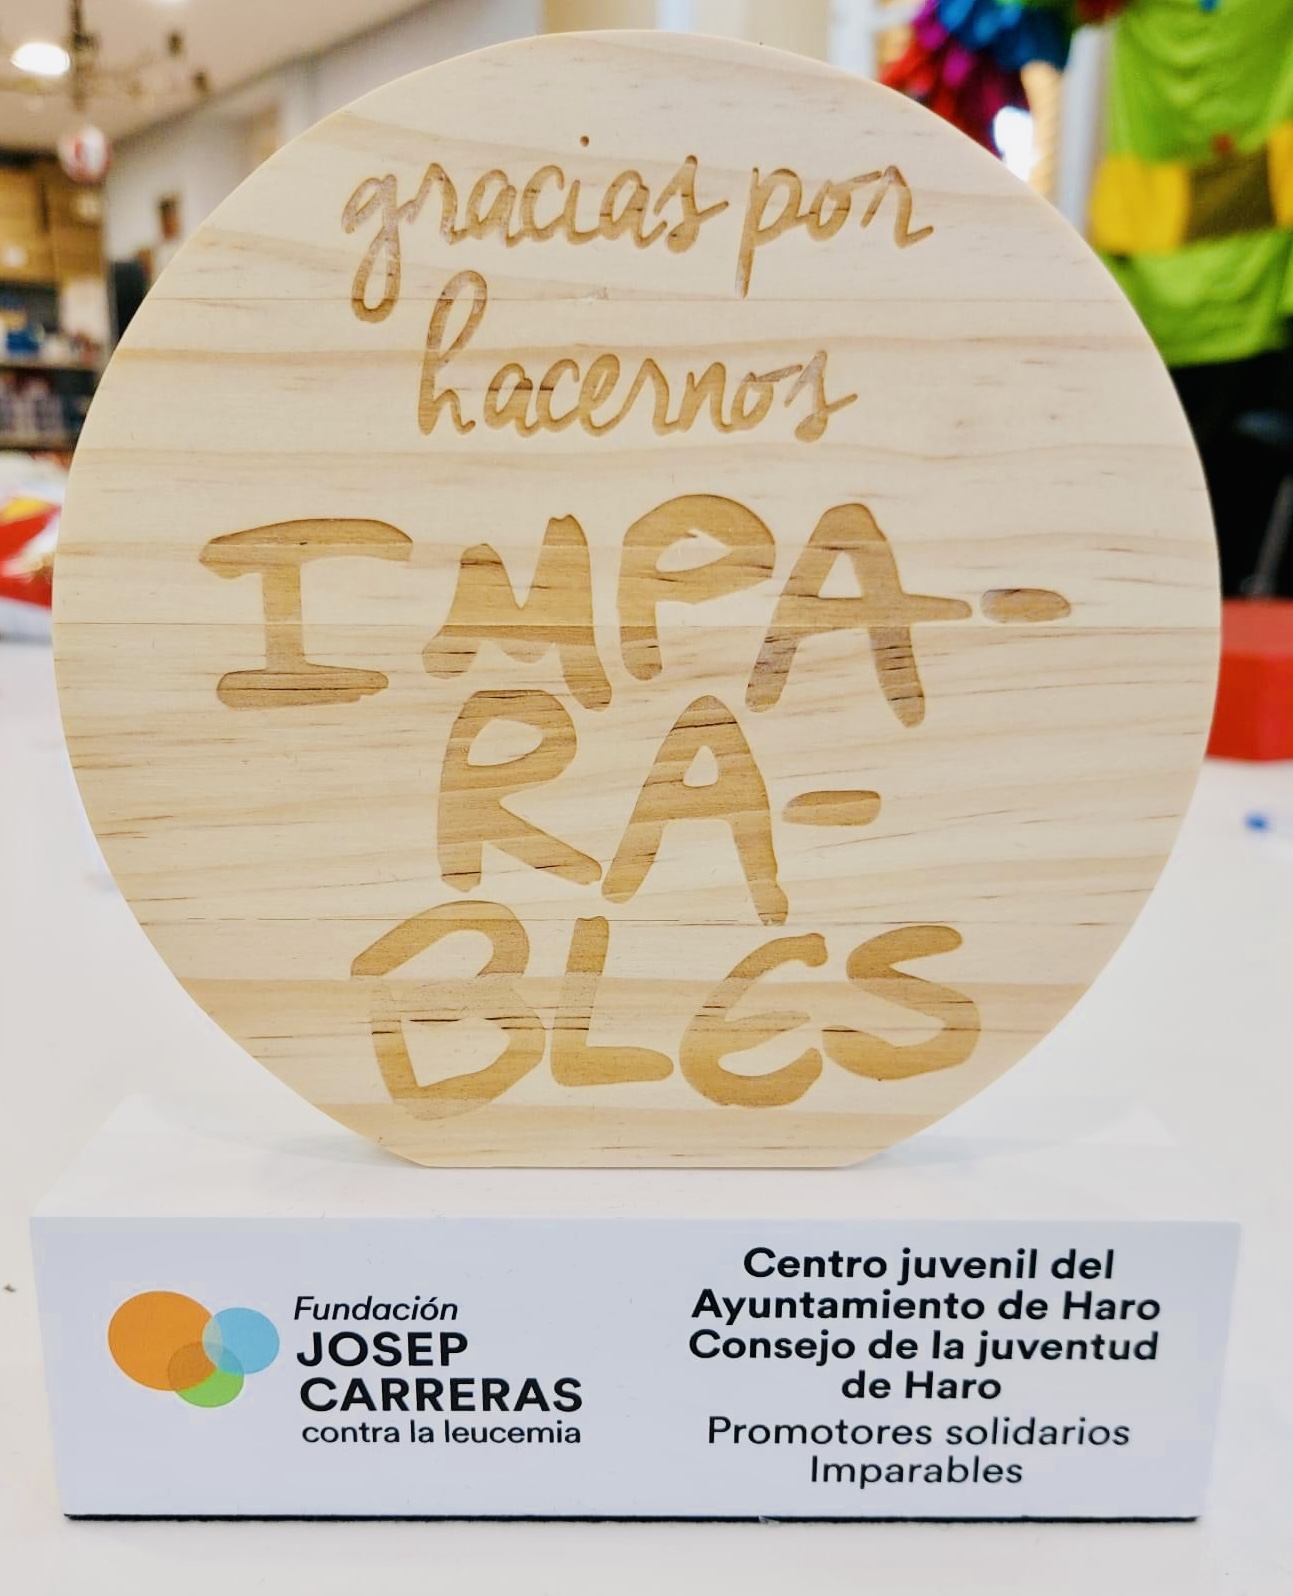 gracias por
hacernos
IMPA-
RA-
BLES
Fundación
JOSEP
CARRERAS
contra la leucemia
Centro juvenil del
Ayuntamiento de Haro
Consejo de la juventud
de Haro
Promotores solidarios
Imparables